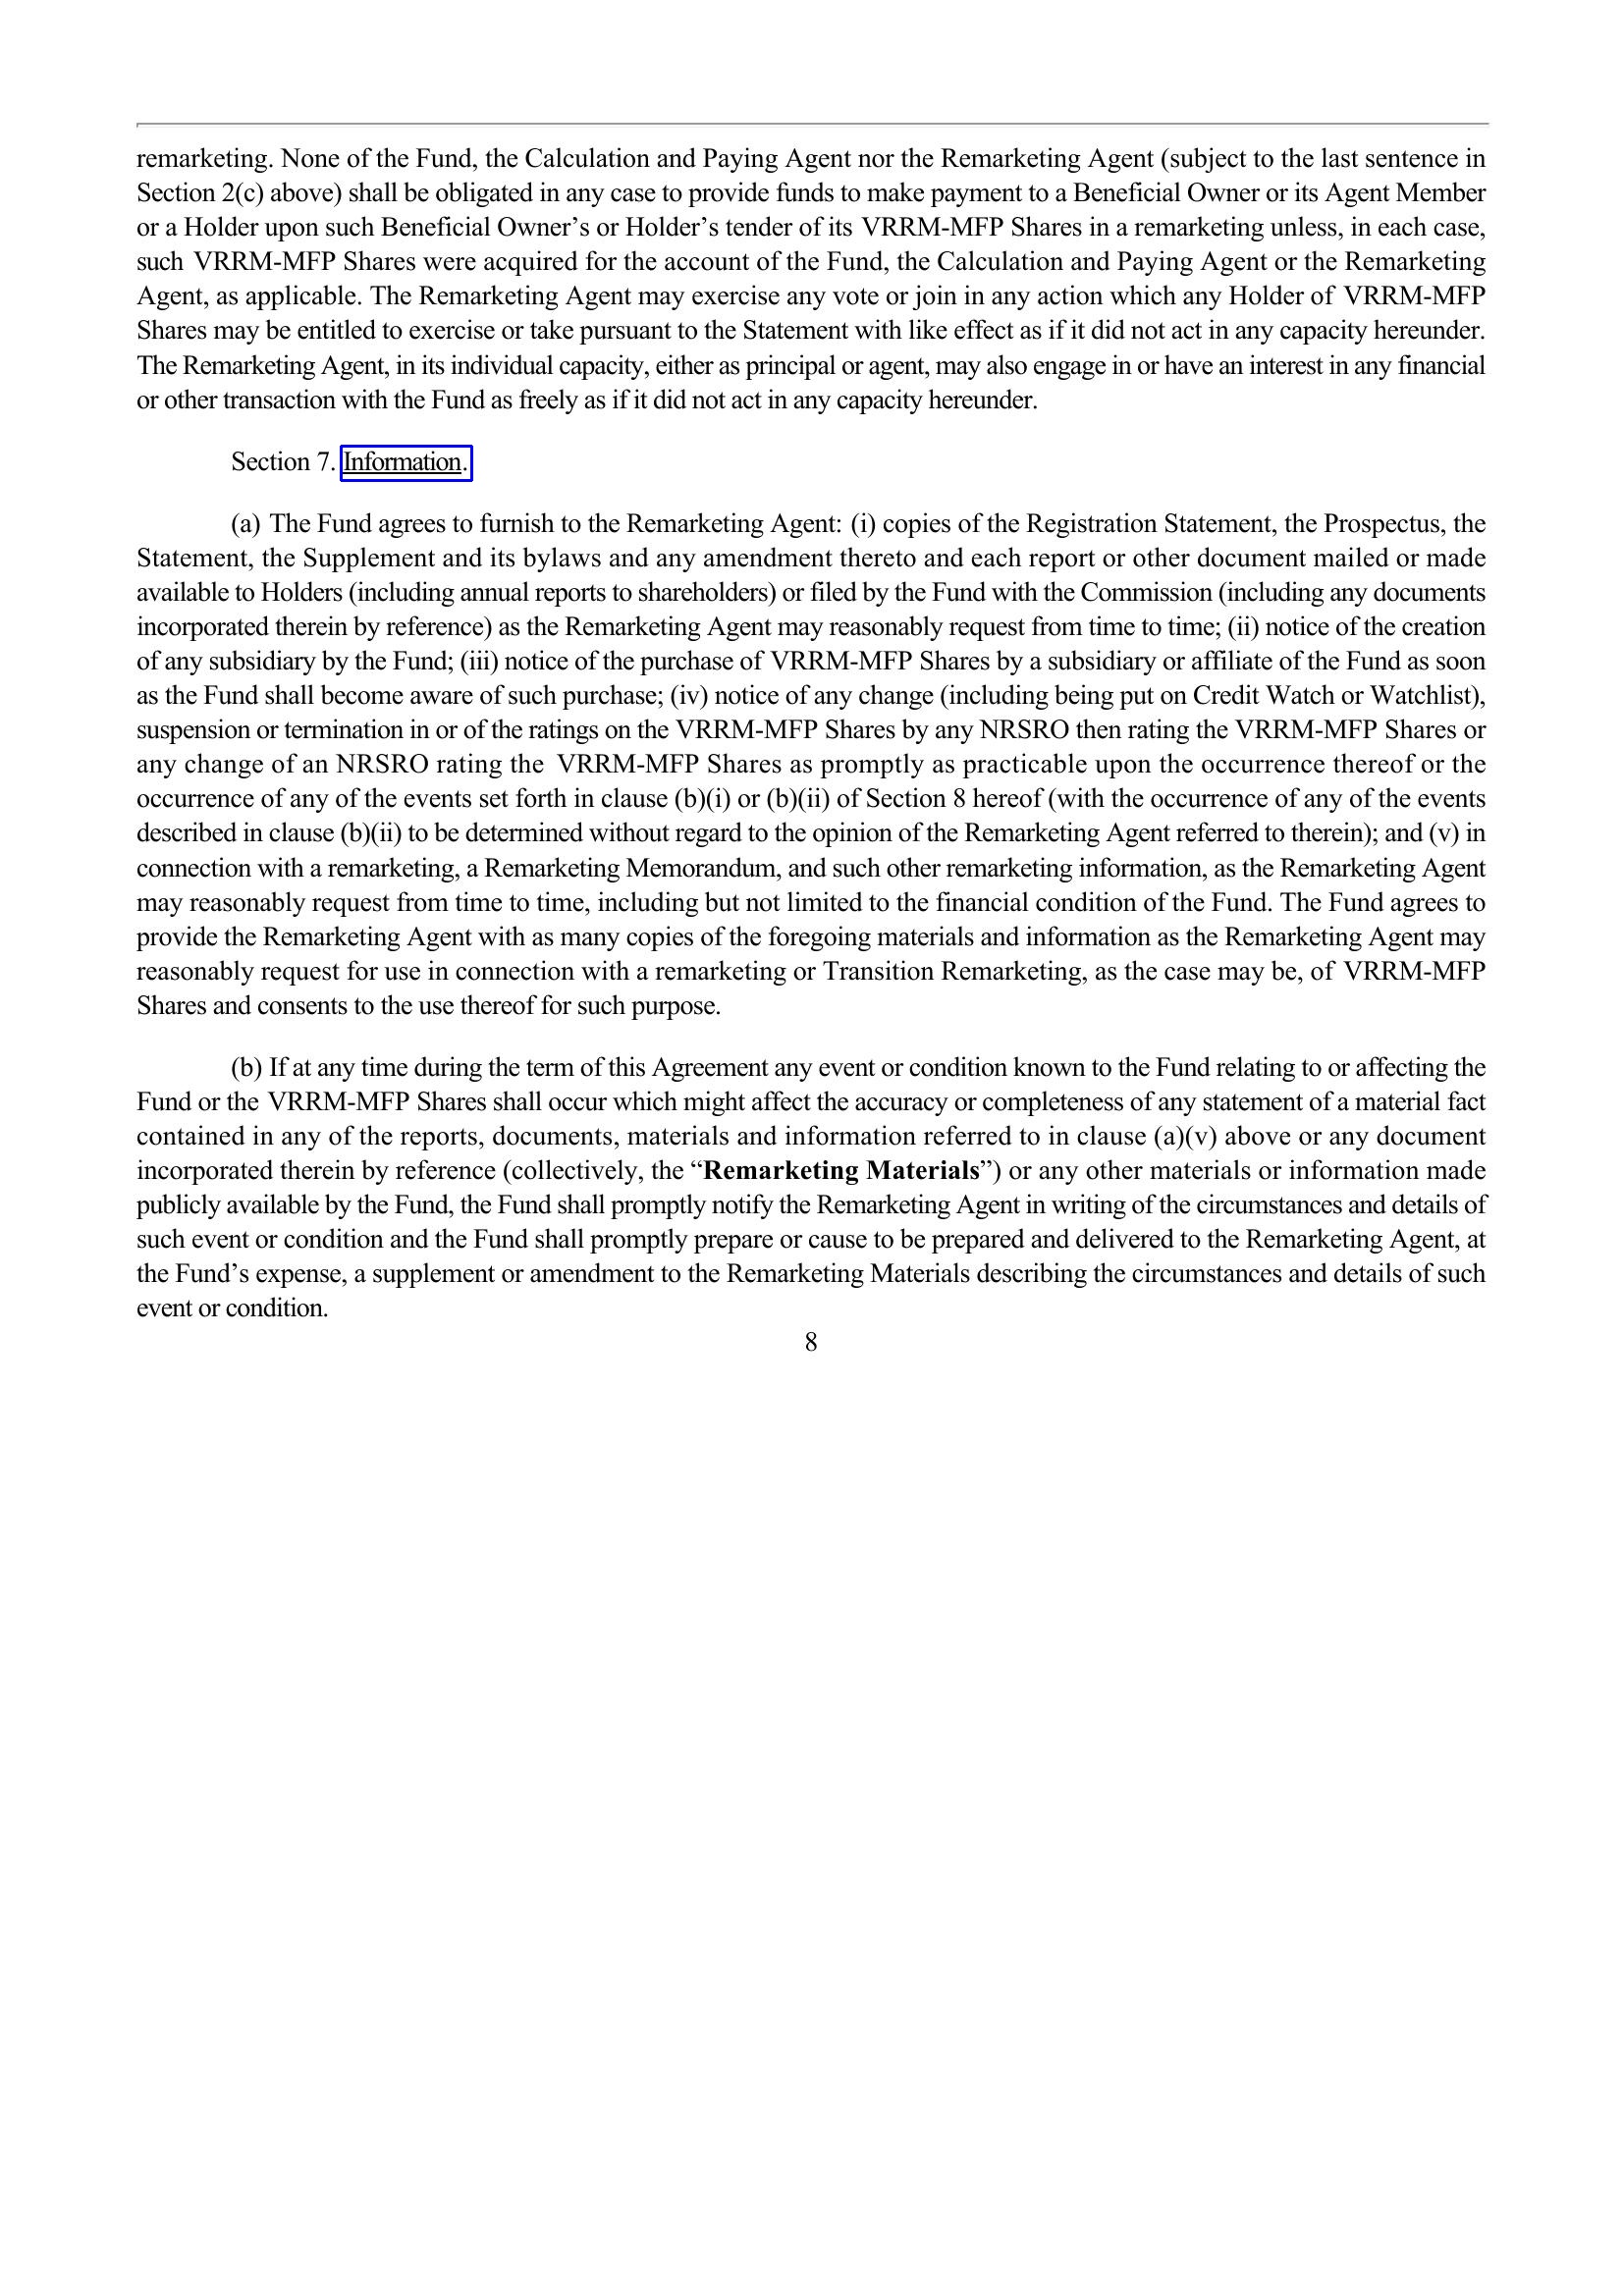 remarketing. None of the Fund, the Calculation and Paying Agent nor the Remarketing Agent (subject to the last sentence in
Section 2(c) above) shall be obligated in any case to provide funds to make payment to a Beneficial Owner or its Agent Member
or a Holder upon such Beneficial Owner’s or Holder’s tender of its VRRM-MFP Shares in a remarketing unless, in each case,
such VRRM-MFP Shares were acquired for the account of the Fund, the Calculation and Paying Agent or the Remarketing
Agent, as applicable. The Remarketing Agent may exercise any vote or join in any action which any Holder of VRRM-MFP
Shares may be entitled to exercise or take pursuant to the Statement with like effect as if it did not act in any capacity hereunder.
The Remarketing Agent, in its individual capacity, either as principal or agent, may also engage in or have an interest in any financial
or other transaction with the Fund as freely as if it did not act in any capacity hereunder.
Section 7. Information.
(a) The Fund agrees to furnish to the Remarketing Agent: (i) copies of the Registration Statement, the Prospectus, the
Statement, the Supplement and its bylaws and any amendment thereto and each report or other document mailed or made
available to Holders (including annual reports to shareholders) or filed by the Fund with the Commission (including any documents
incorporated therein by reference) as the Remarketing Agent may reasonably request from time to time; (ii) notice of the creation
of any subsidiary by the Fund; (iii) notice of the purchase of VRRM-MFP Shares by a subsidiary or affiliate of the Fund as soon
as the Fund shall become aware of such purchase; (iv) notice of any change (including being put on Credit Watch or Watchlist),
suspension or termination in or of the ratings on the VRRM-MFP Shares by any NRSRO then rating the VRRM-MFP Shares or
any change of an NRSRO rating the VRRM-MFP Shares as promptly as practicable upon the occurrence thereof or the
occurrence of any of the events set forth in clause (b)(i) or (b)(ii) of Section 8 hereof (with the occurrence of any of the events
described in clause (b)(ii) to be determined without regard to the opinion of the Remarketing Agent referred to therein); and (v) in
connection with a remarketing, a Remarketing Memorandum, and such other remarketing information, as the Remarketing Agent
may reasonably request from time to time, including but not limited to the financial condition of the Fund. The Fund agrees to
provide the Remarketing Agent with as many copies of the foregoing materials and information as the Remarketing Agent may
reasonably request for use in connection with a remarketing or Transition Remarketing, as the case may be, of VRRM-MFP
Shares and consents to the use thereof for such purpose.
(b) If at any time during the term of this Agreement any event or condition known to the Fund relating to or affecting the
Fund or the VRRM-MFP Shares shall occur which might affect the accuracy or completeness of any statement of a material fact
contained in any of the reports, documents, materials and information referred to in clause (a)(v) above or any document
incorporated therein by reference (collectively, the “Remarketing Materials”) or any other materials or information made
publicly available by the Fund, the Fund shall promptly notify the Remarketing Agent in writing of the circumstances and details of
such event or condition and the Fund shall promptly prepare or cause to be prepared and delivered to the Remarketing Agent, at
the Fund’s expense, a supplement or amendment to the Remarketing Materials describing the circumstances and details of such
event or condition.
8